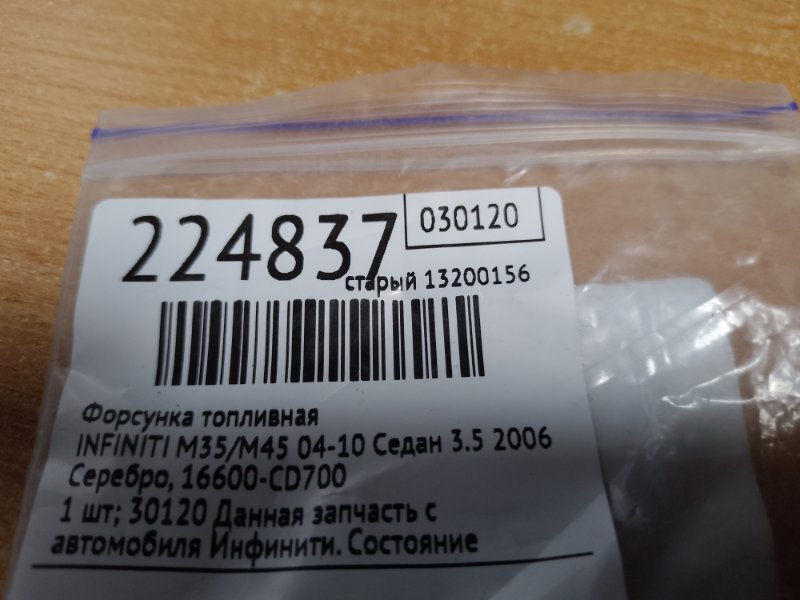 224837
030120
старый 13200156
Форсунка топливная
INFINITI M35/M45 04-10 Седан 3.5 2006
Серебро, 16600-CD700
1 шт; 30120 Данная запчасть с
автомобиля Инфинити. Состояние